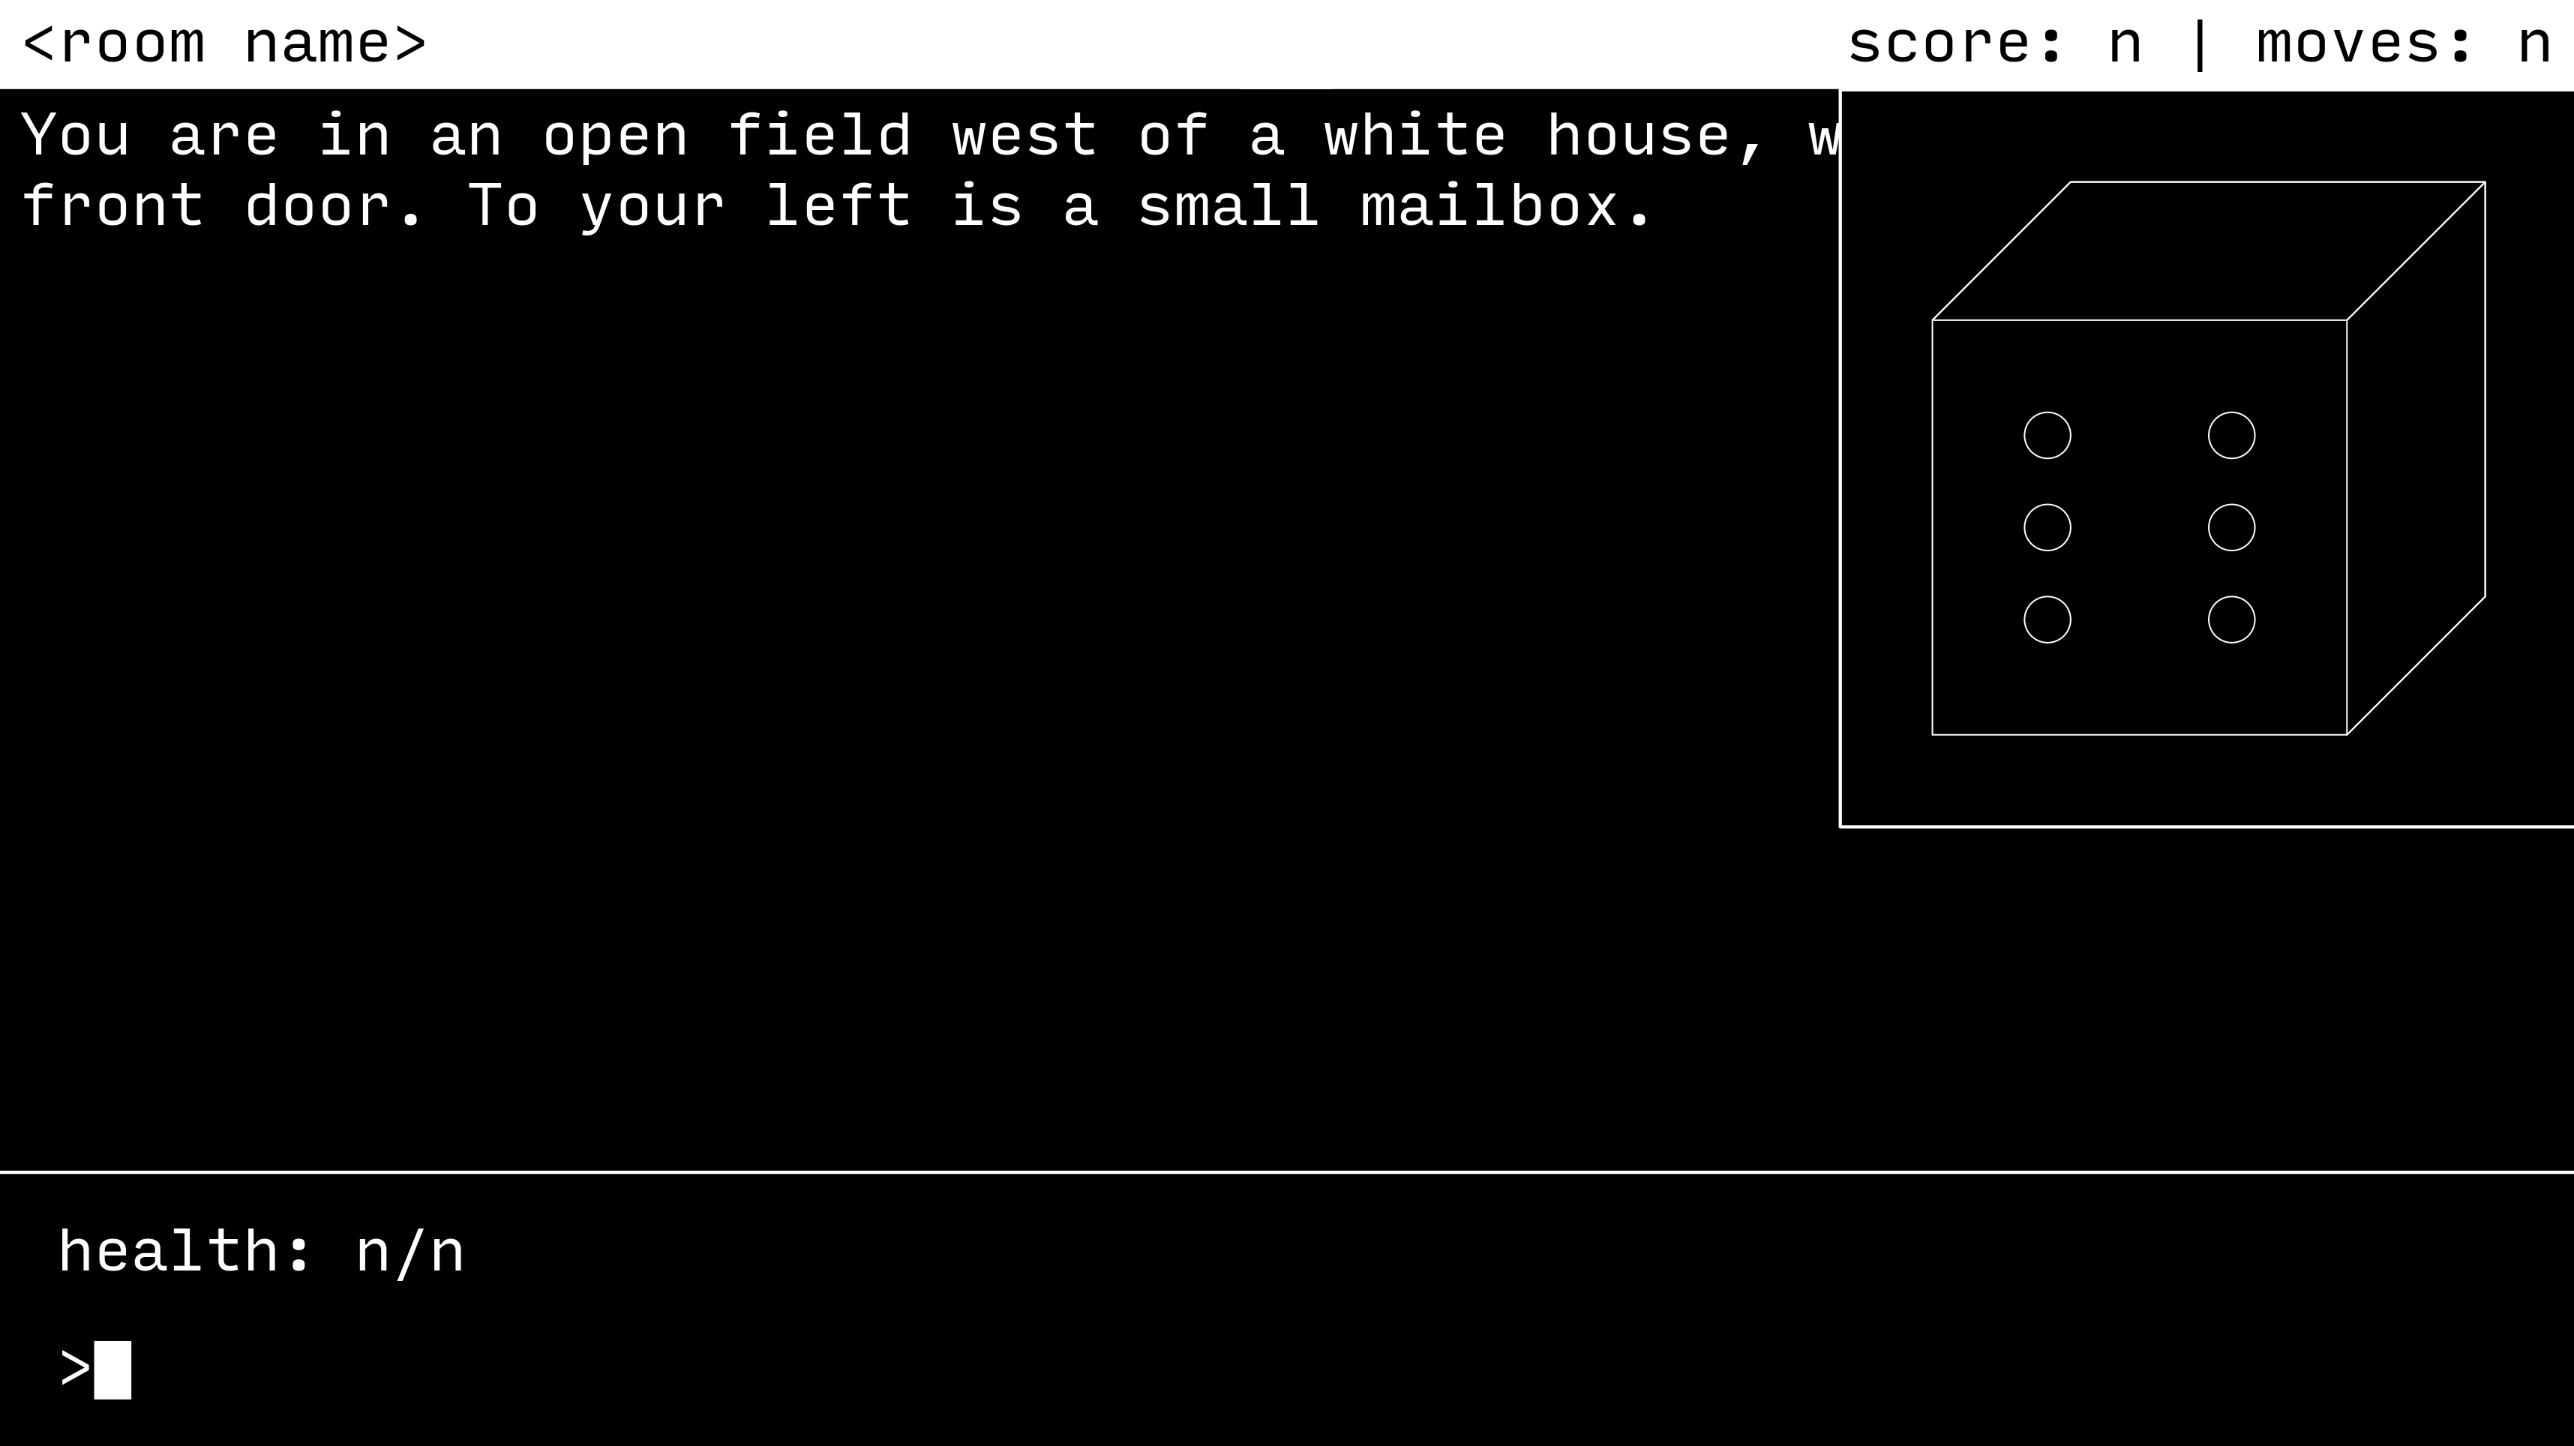 <room name>
score: n | moves: n
You are in an open field west of a white house, w
front door. To your left is a small mailbox.
health: n/n
>